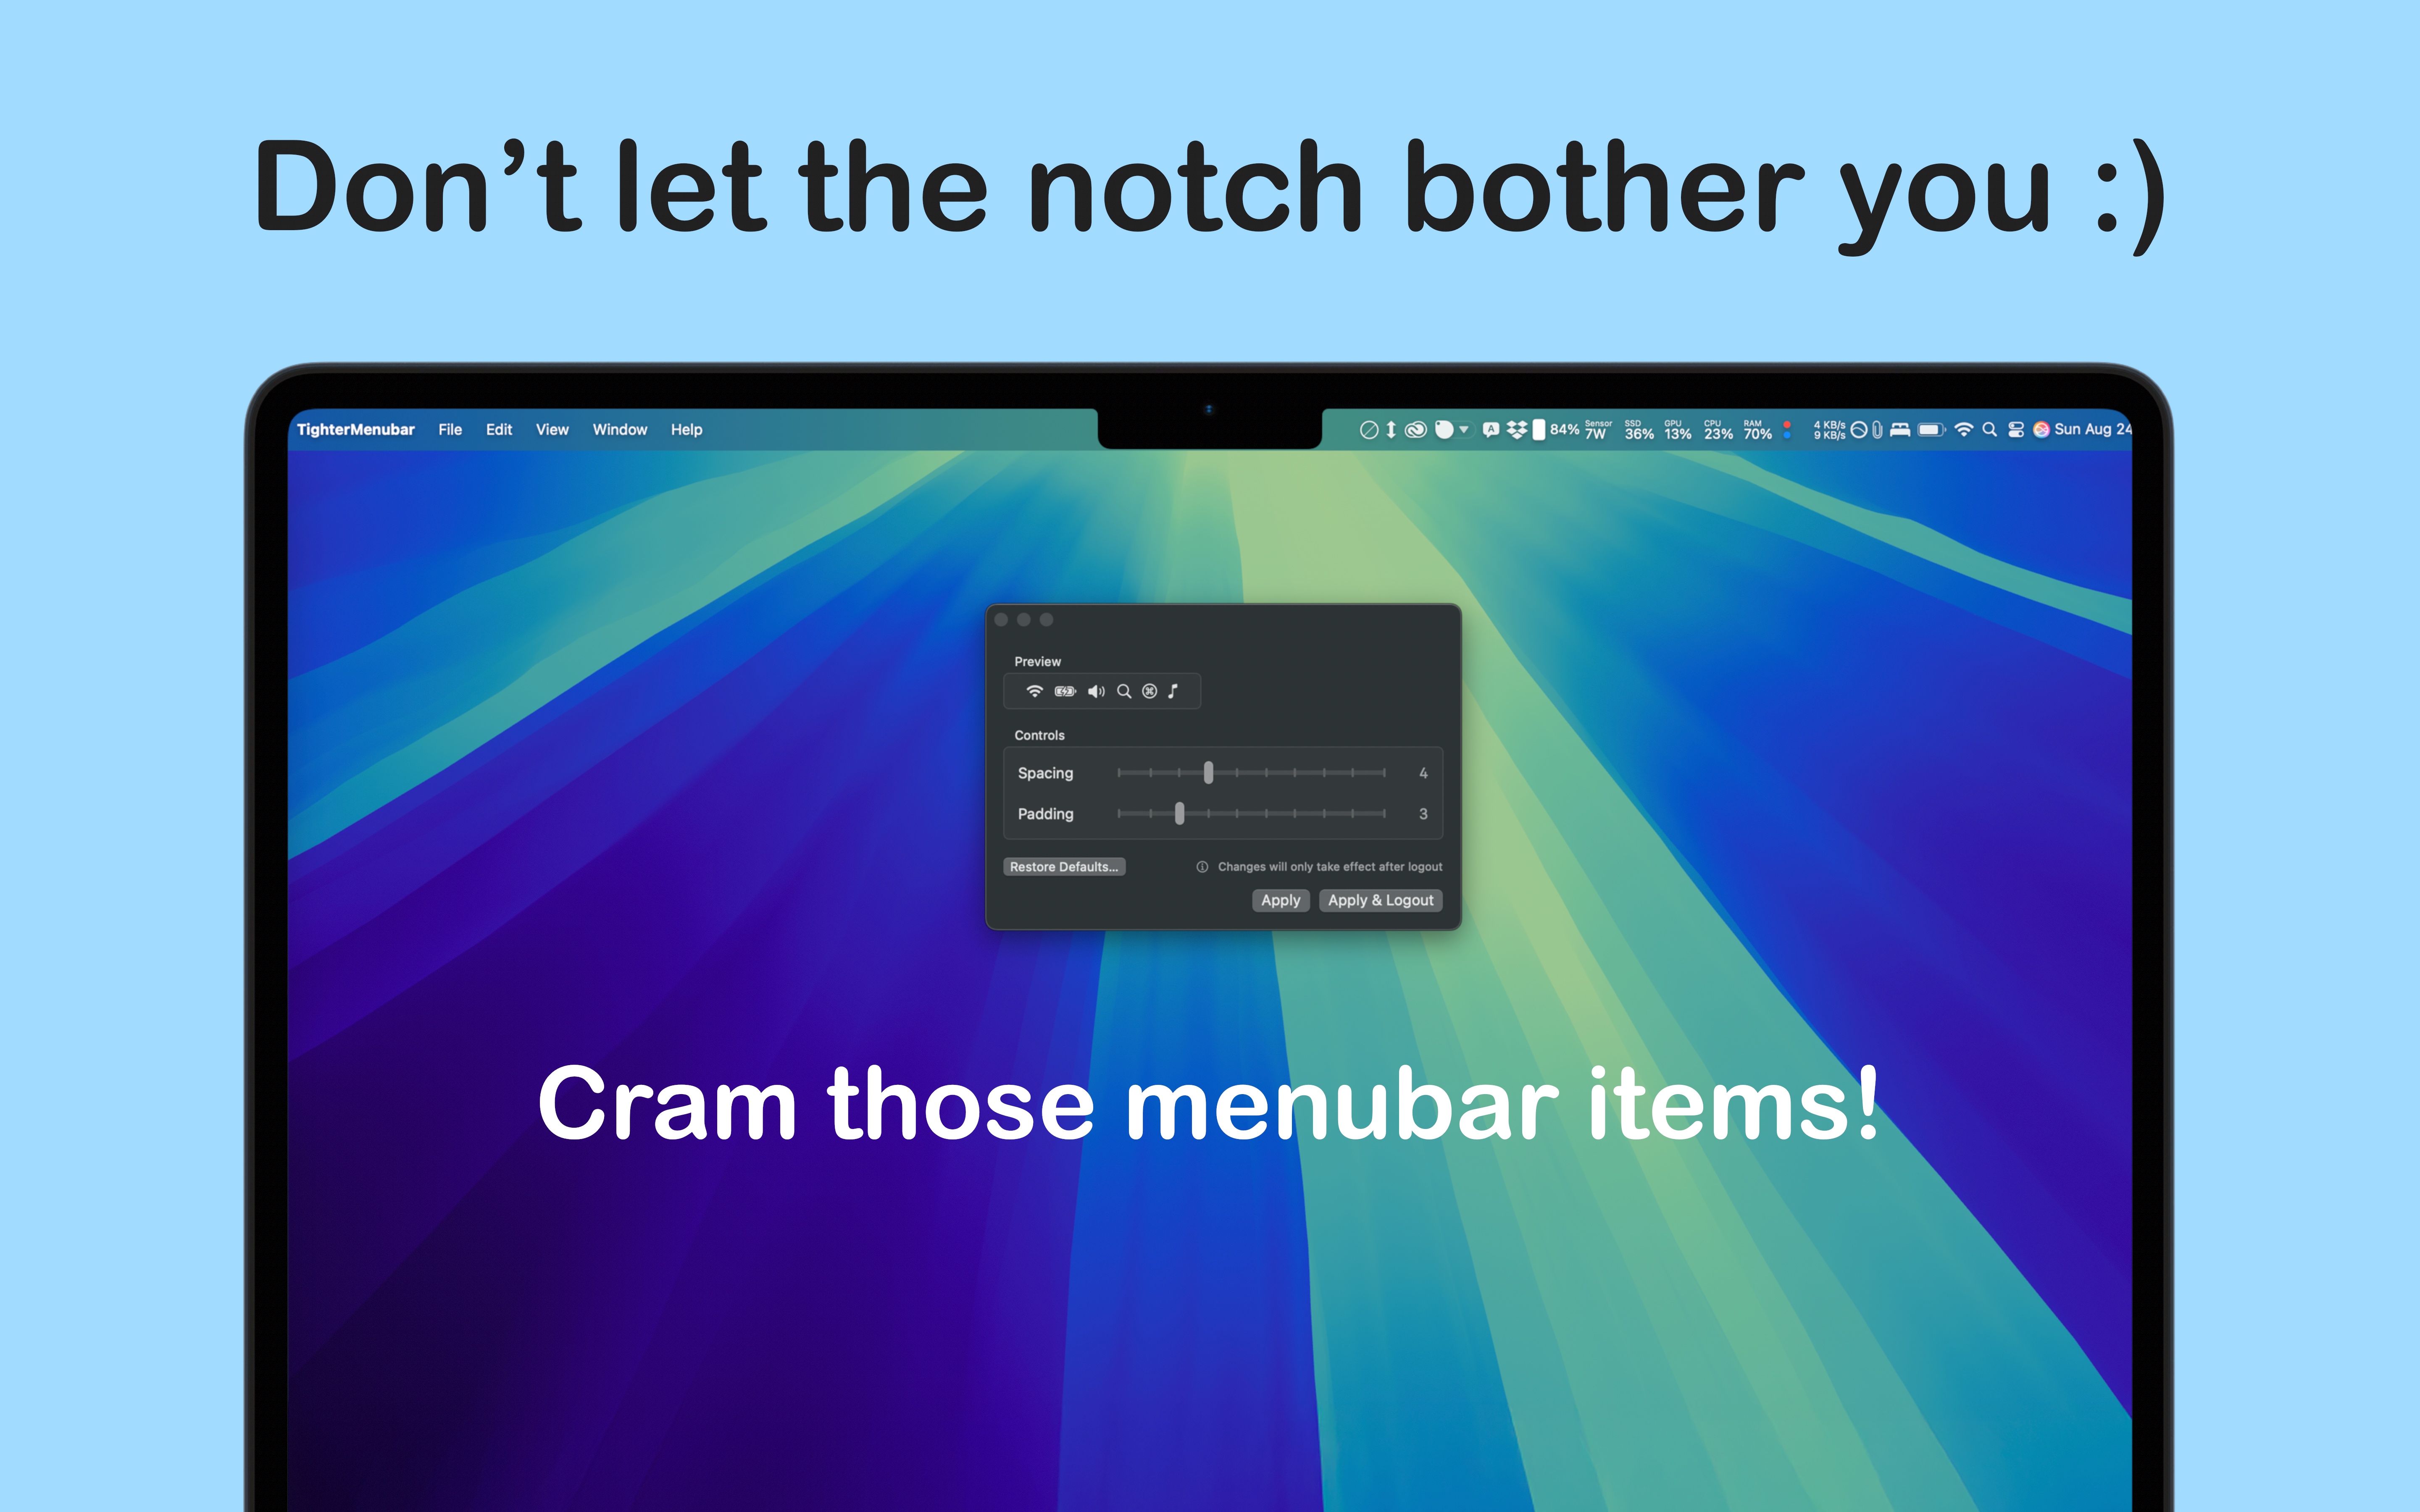 Don’t let the notch bother you :)
TighterMenubar File Edit View Window Help
84% Sensor 7W SSD 36% GPU 13% CPU 23% RAM 70% 4 KB/s 9 KB/s Sun Aug 24
Preview
Controls
Spacing 4
Padding 3
Restore Defaults... Changes will only take effect after logout
Apply Apply & Logout
Cram those menubar items!